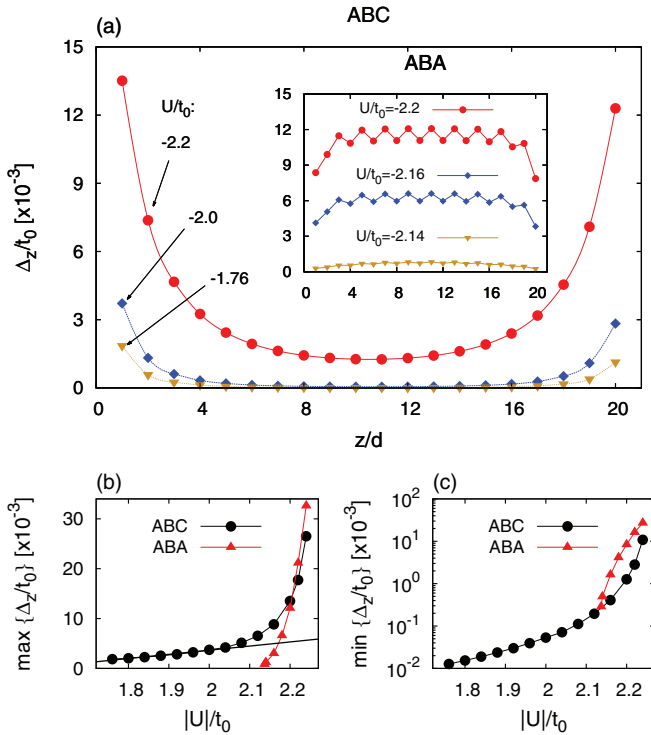 ABC
(a)
ABA
Δz/t0 [x10-3]
15
12
9
6
3
0
U/t0:
-2.2
-2.0
-1.76
15
12
9
6
3
0
U/t0=-2.2
U/t0=-2.16
U/t0=-2.14
0 5 10 15 20
0 4 8 12 16 20
z/d
(b)
max {Δz/t0} [x10-3]
30
20
10
0
ABC
ABA
1.8 1.9 2 2.1 2.2
|U|/t0
(c)
min {Δz/t0} [x10-3]
10^2
10^1
10^0
10^-1
10^-2
ABC
ABA
1.8 1.9 2 2.1 2.2
|U|/t0